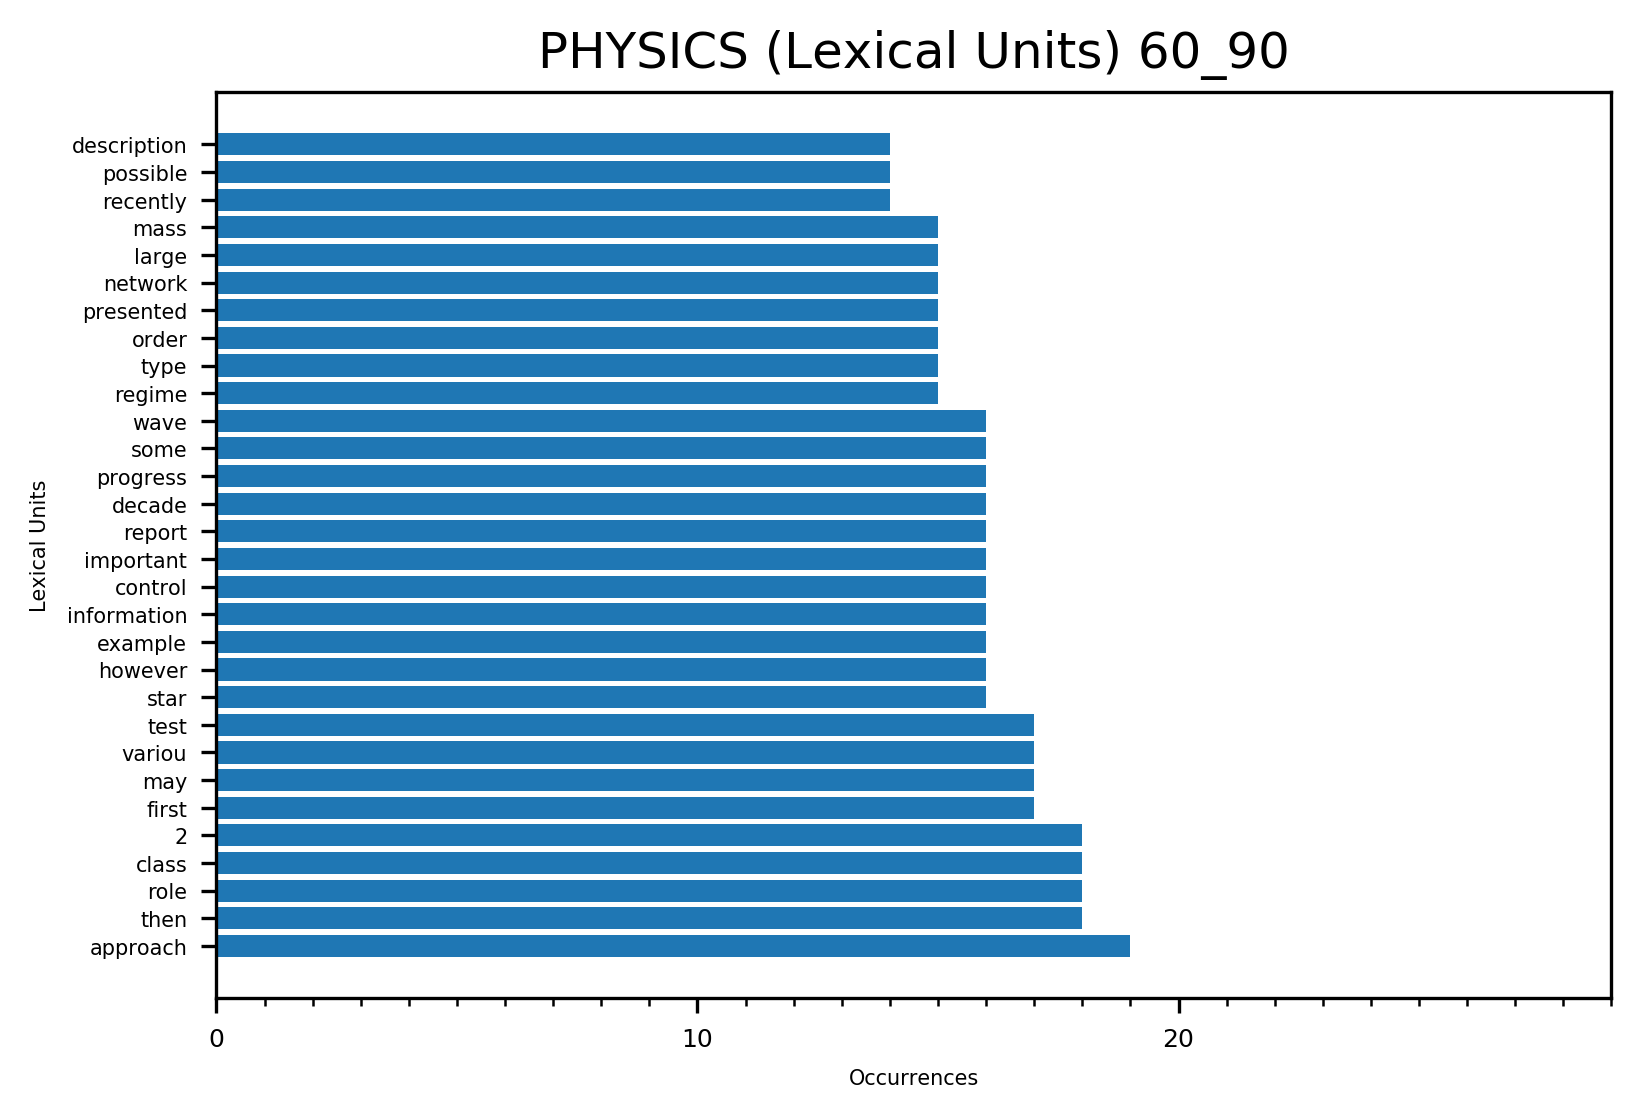 PHYSICS (Lexical Units) 60_90
description
possible
recently
mass
large
network
presented
order
type
regime
wave
some
progress
decade
report
important
control
information
example
however
star
test
variou
may
first
2
class
role
then
approach
Lexical Units
0 10 20
Occurrences